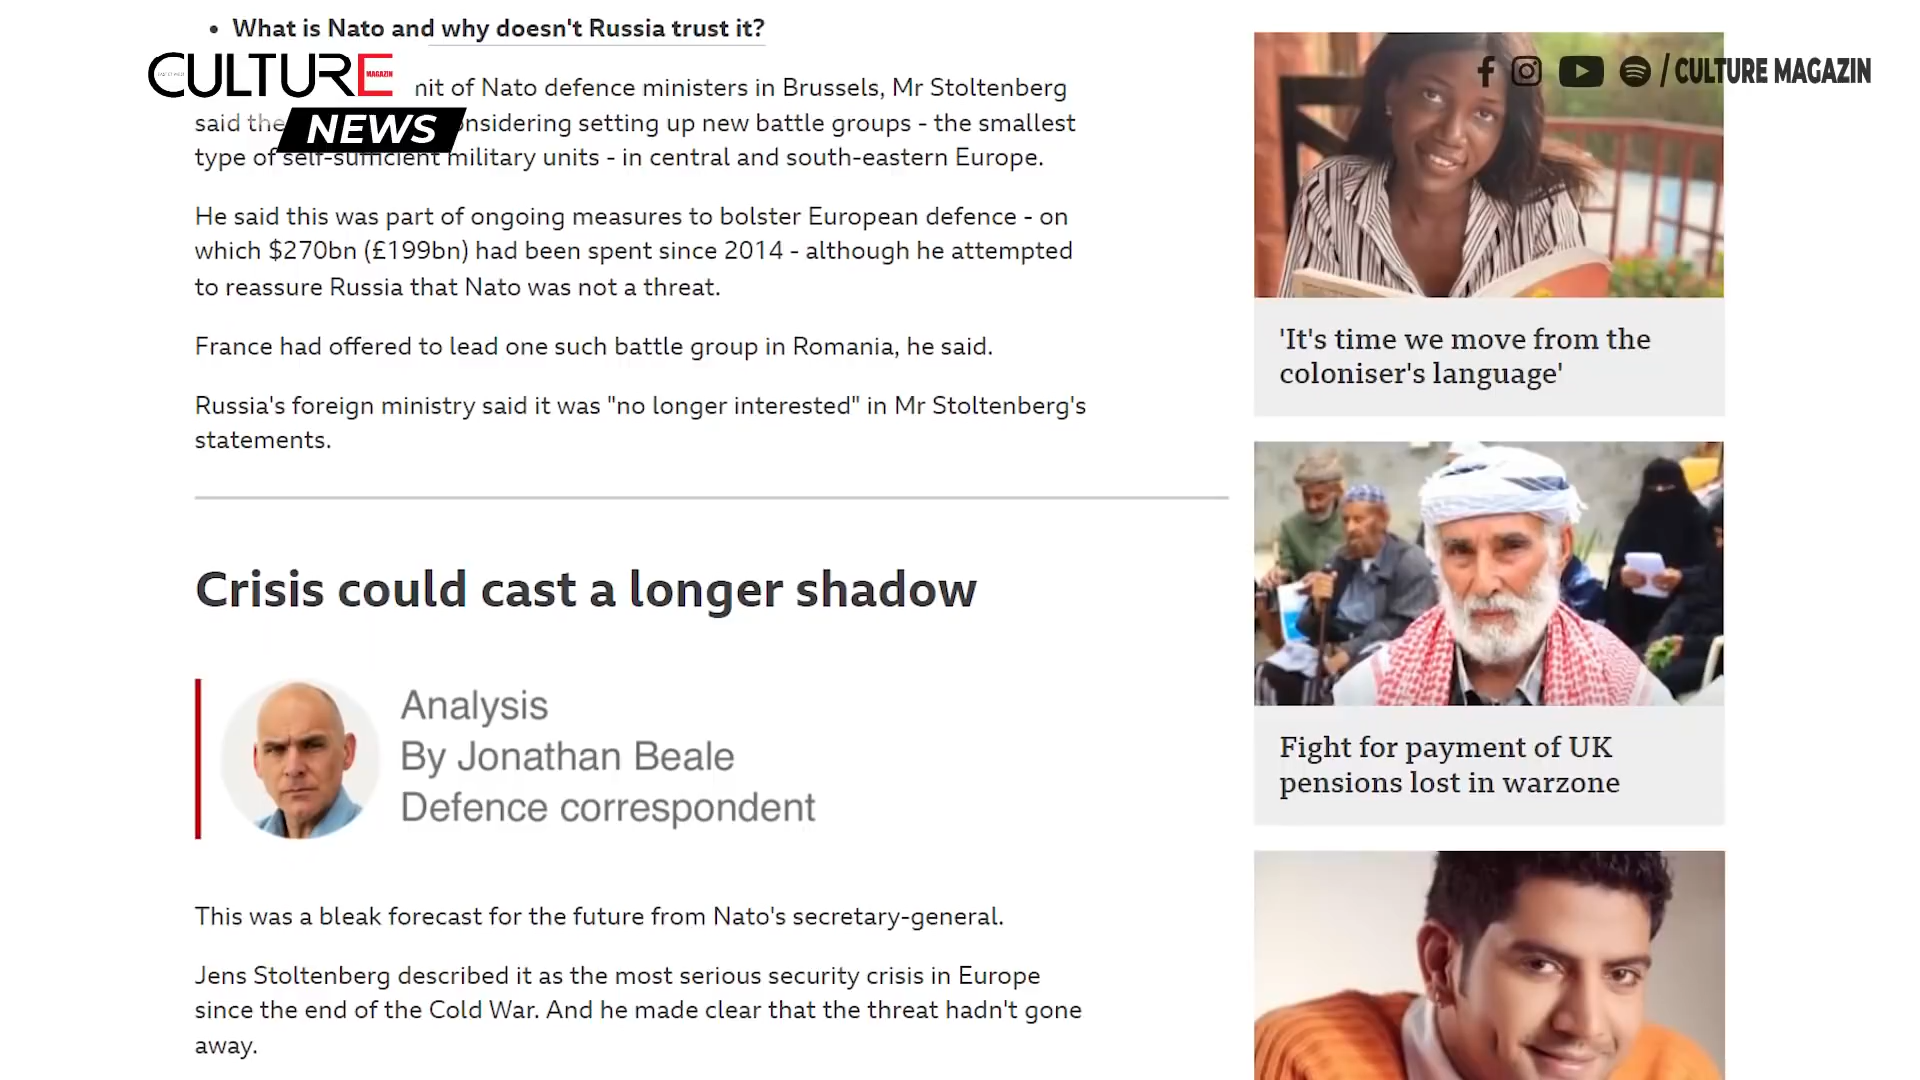 What is Nato and why doesn't Russia trust it?
CULTURE
MAGAZIN
NEWS
of Nato defence ministers in Brussels, Mr Stoltenberg
said considering setting up new battle groups - the smallest
type of self-sufficient military units - in central and south-eastern Europe.
He said this was part of ongoing measures to bolster European defence - on
which $270bn (£199bn) had been spent since 2014 - although he attempted
to reassure Russia that Nato was not a threat.
France had offered to lead one such battle group in Romania, he said.
Russia's foreign ministry said it was "no longer interested" in Mr Stoltenberg's
statements.
Crisis could cast a longer shadow
Analysis
By Jonathan Beale
Defence correspondent
This was a bleak forecast for the future from Nato's secretary-general.
Jens Stoltenberg described it as the most serious security crisis in Europe
since the end of the Cold War. And he made clear that the threat hadn't gone
away.
/ CULTURE MAGAZIN
'It's time we move from the
coloniser's language'
Fight for payment of UK
pensions lost in warzone